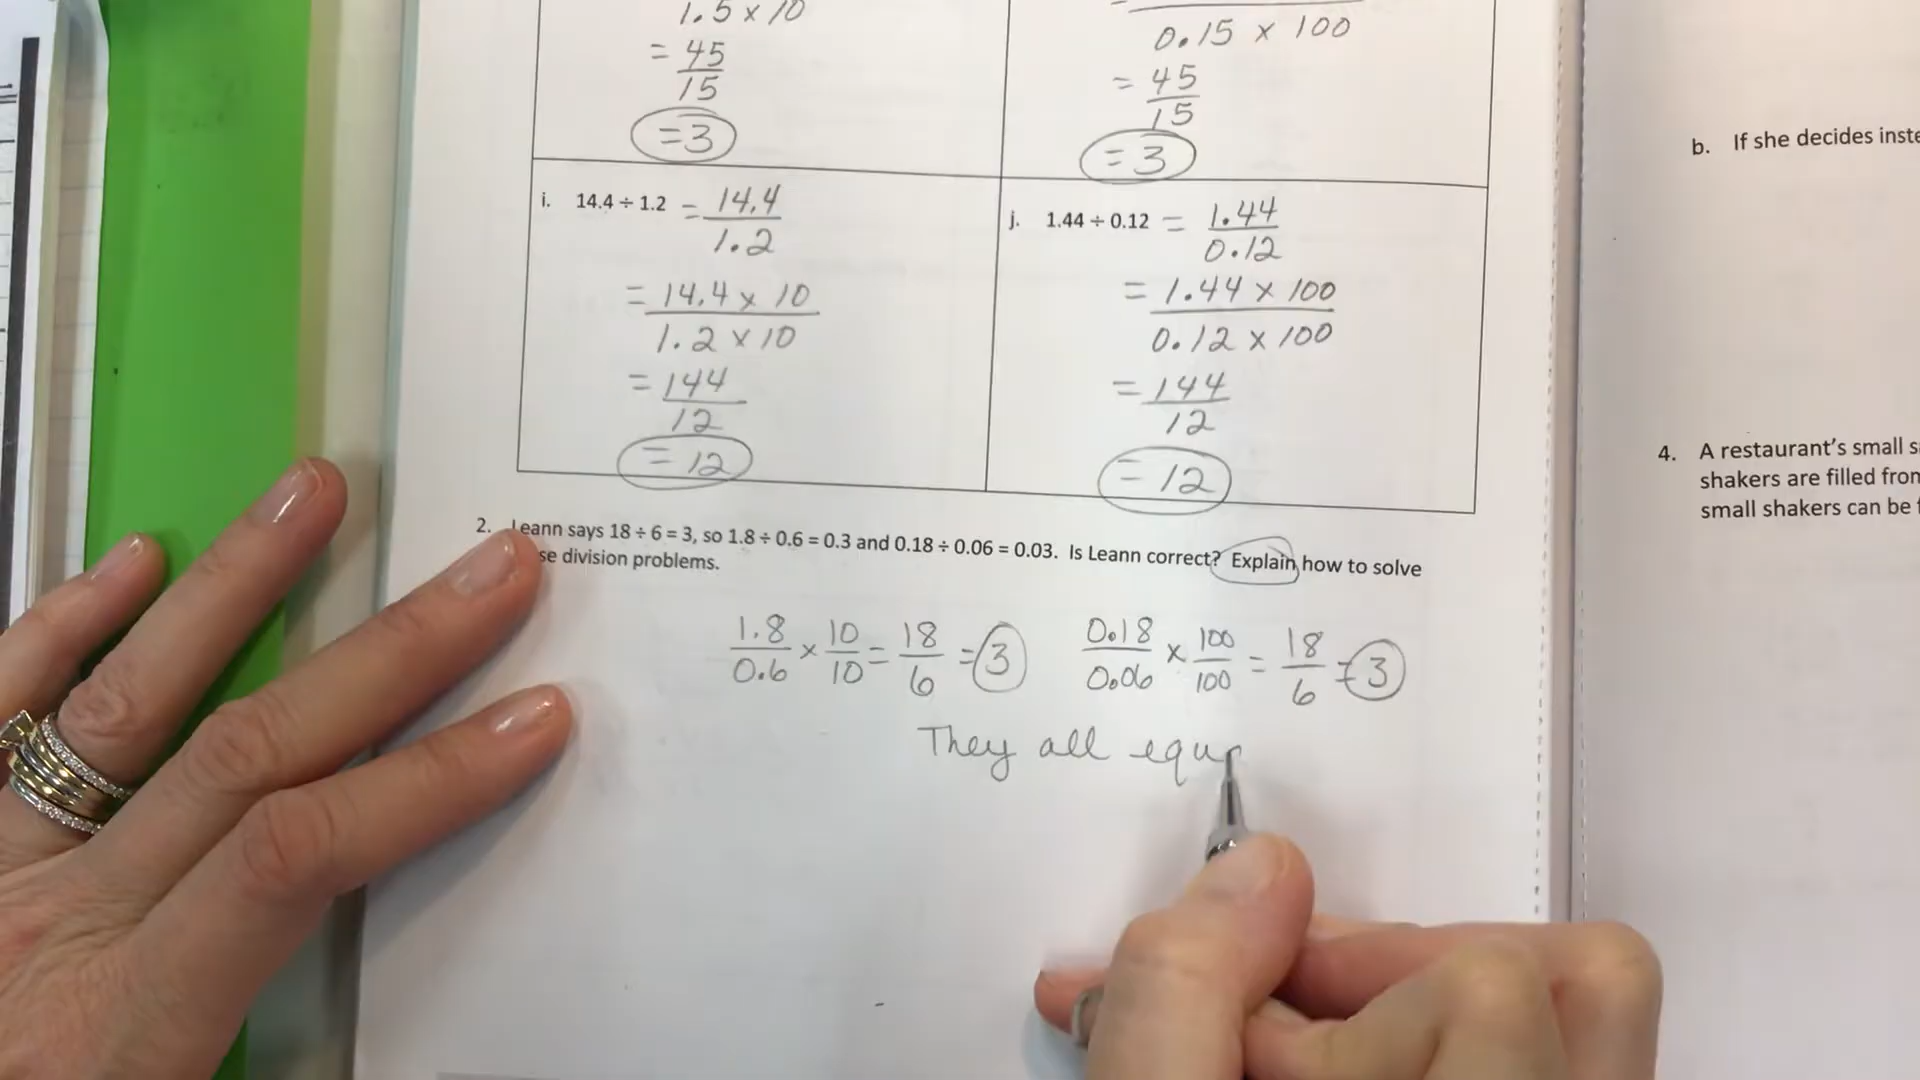 1.5 x 10
= 45
15
= 3
0.15 x 100
= 45
15
= 3
i. 14.4 ÷ 1.2 = 14.4
1.2
= 14.4 x 10
1.2 x 10
= 144
12
= 12
j. 1.44 ÷ 0.12 = 1.44
0.12
= 1.44 x 100
0.12 x 100
= 144
12
= 12
2. Leann says 18 ÷ 6 = 3, so 1.8 ÷ 0.6 = 0.3 and 0.18 ÷ 0.06 = 0.03. Is Leann correct? Explain how to solve
se division problems.
1.8 x 10 = 18 = 3
0.6 10 6
0.18 x 100 = 18 = 3
0.06 100 6
They all equa
b. If she decides inste
4. A restaurant's small s
shakers are filled from
small shakers can be f